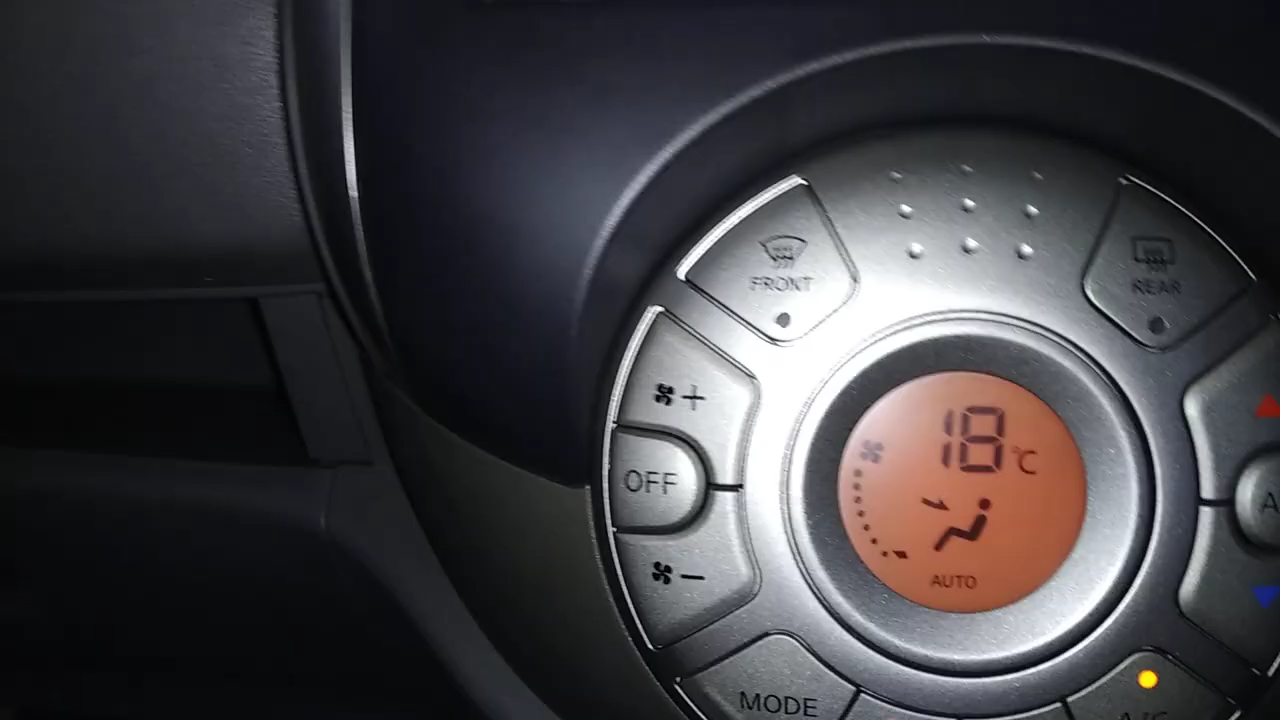 FRONT
REAR
+
OFF
18°C
A
−
AUTO
MODE
A/C